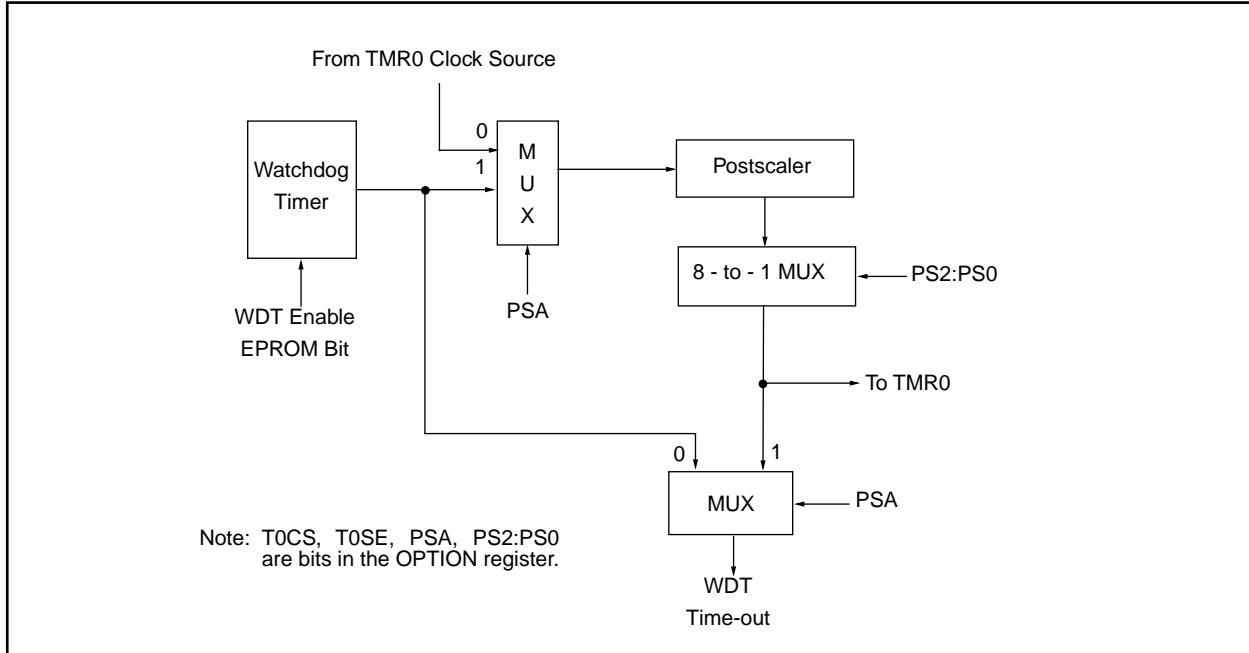 From TMR0 Clock Source
0
1
Watchdog
Timer
M
U
X
Postscaler
8 - to - 1 MUX
PS2:PS0
WDT Enable
EPROM Bit
PSA
To TMR0
0
1
MUX
PSA
Note: T0CS, T0SE, PSA, PS2:PS0
are bits in the OPTION register.
WDT
Time-out